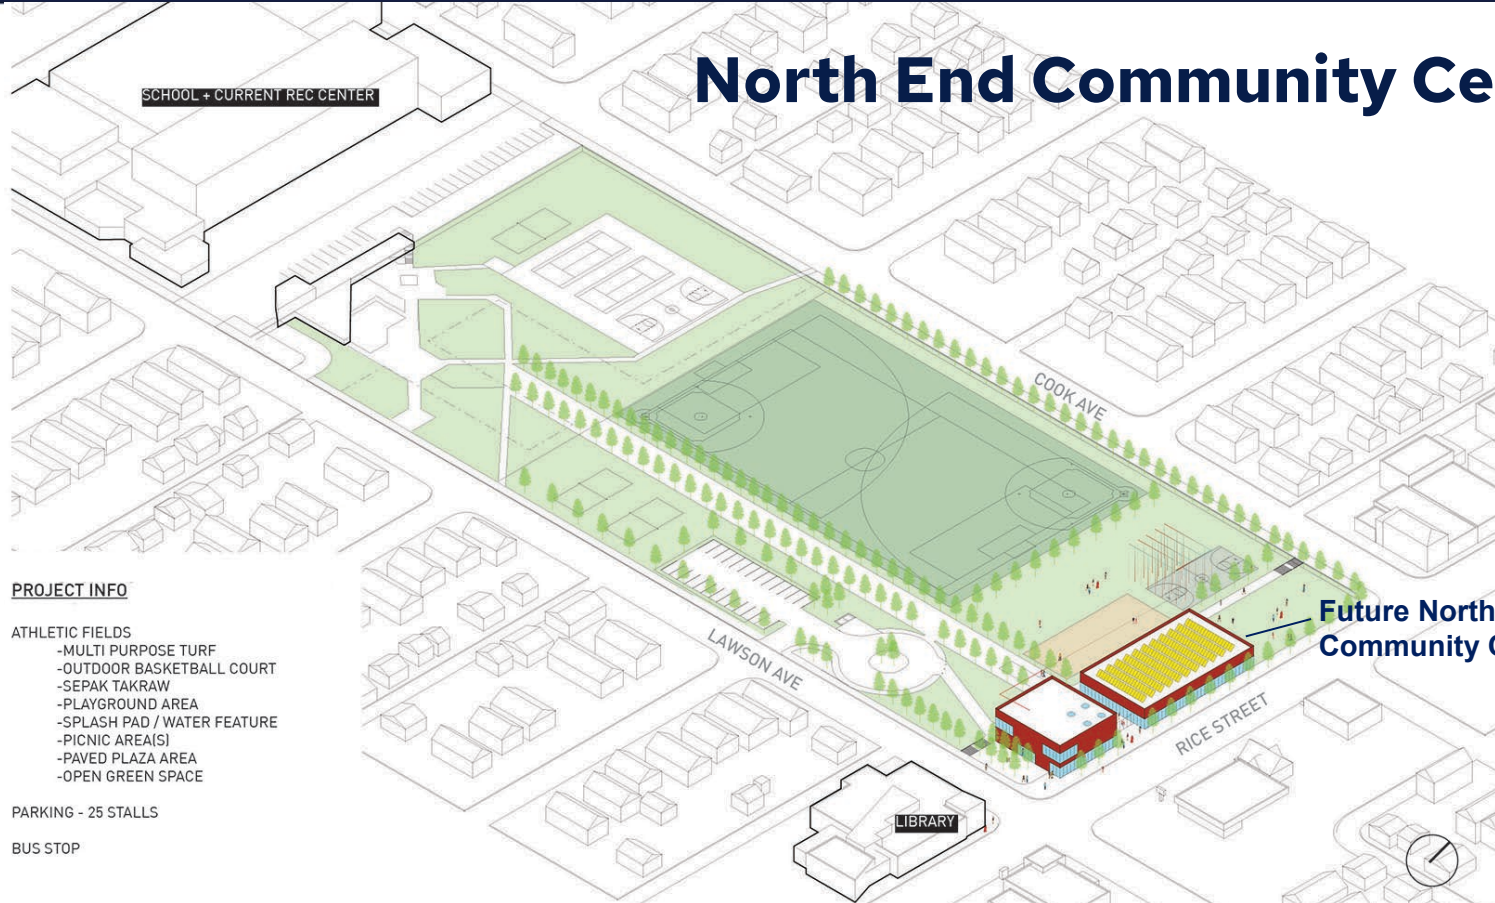 North End Community Ce
SCHOOL + CURRENT REC CENTER
COOK AVE
Future North
Community C
LAWSON AVE
RICE STREET
LIBRARY
PROJECT INFO
ATHLETIC FIELDS
-MULTI PURPOSE TURF
-OUTDOOR BASKETBALL COURT
-SEPAK TAKRAW
-PLAYGROUND AREA
-SPLASH PAD / WATER FEATURE
-PICNIC AREA(S)
-PAVED PLAZA AREA
-OPEN GREEN SPACE
PARKING - 25 STALLS
BUS STOP